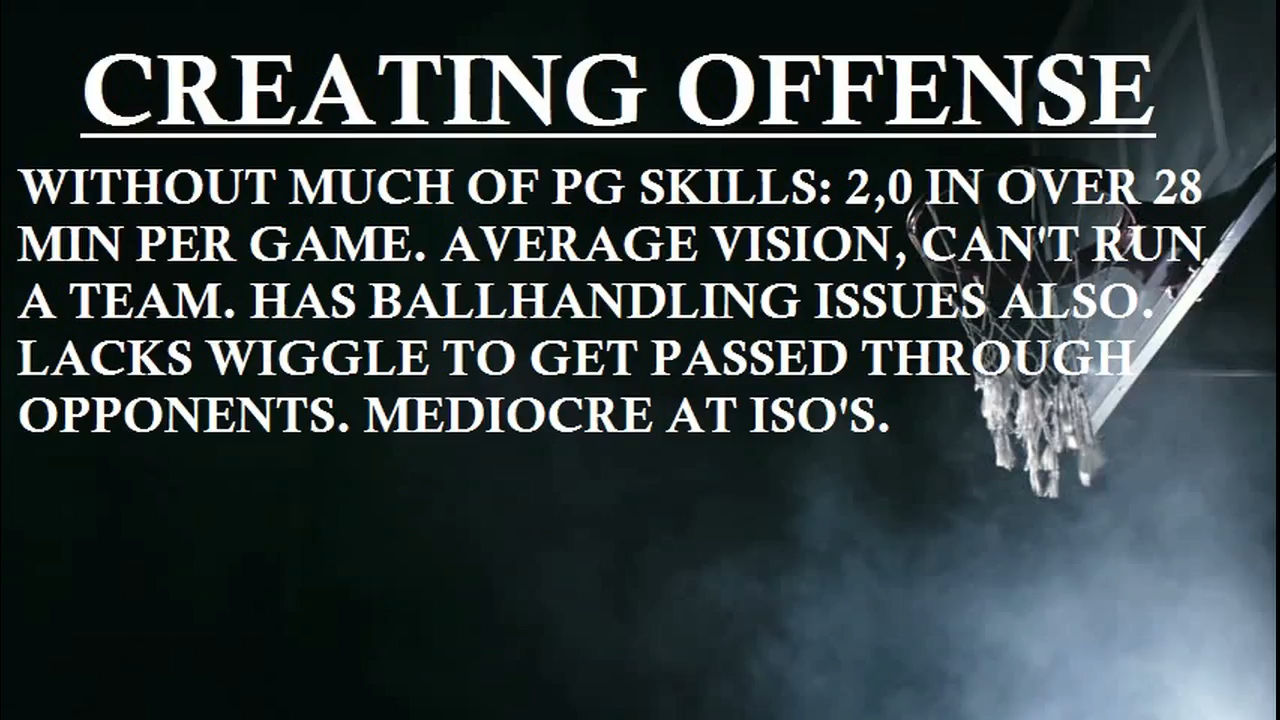 CREATING OFFENSE
WITHOUT MUCH OF PG SKILLS: 2,0 IN OVER 28
MIN PER GAME. AVERAGE VISION, CAN'T RUN
A TEAM. HAS BALLHANDLING ISSUES ALSO.
LACKS WIGGLE TO GET PASSED THROUGH
OPPONENTS. MEDIOCRE AT ISO'S.